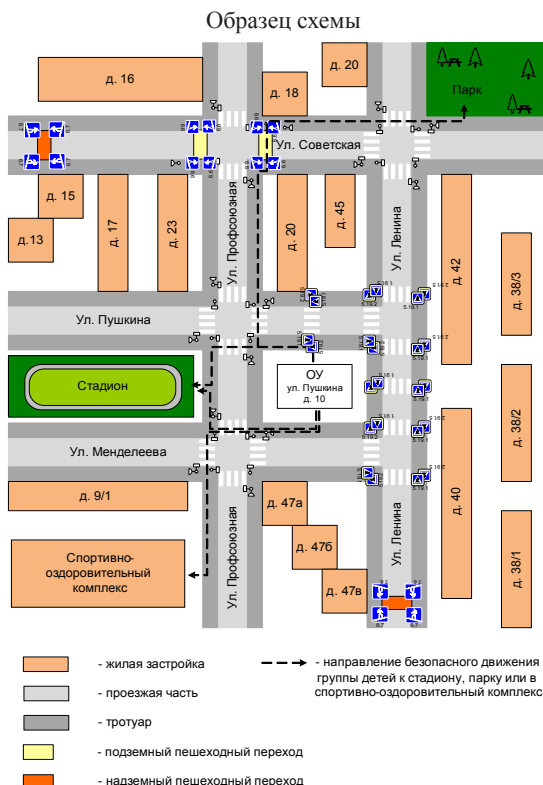 Образец схемы
д. 16
д. 20
д. 18
Парк
Ул. Советская
д. 15
д. 13
д. 17
д. 23
Ул. Профсоюзная
д. 20
д. 45
Ул. Ленина
д. 42
д. 38/3
Ул. Пушкина
Стадион
ОУ
ул. Пушкина
д. 10
д. 38/2
Ул. Менделеева
д. 9/1
д. 47а
д. 47б
д. 47в
Ул. Профсоюзная
Ул. Ленина
д. 40
д. 38/1
Спортивно-
оздоровительный
комплекс
- жилая застройка
- проезжая часть
- тротуар
- подземный пешеходный переход
- надземный пешеходный переход
- направление безопасного движения
группы детей к стадиону, парку или в
спортивно-оздоровительный комплекс